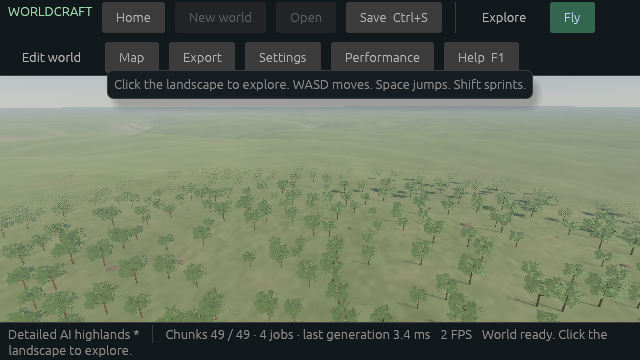 WORLDCRAFT Home New world Open Save Ctrl+S Explore Fly
Edit world Map Export Settings Performance Help F1
Click the landscape to explore. WASD moves. Space jumps. Shift sprints.
Detailed AI highlands * Chunks 49 / 49 · 4 jobs · last generation 3.4 ms 2 FPS World ready. Click the
landscape to explore.